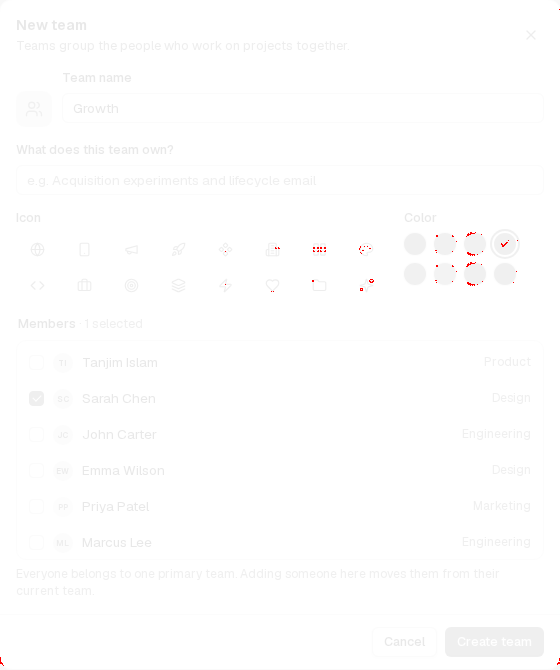 New team
Teams group the people who work on projects together.
Team name
Growth
What does this team own?
e.g. Acquisition experiments and lifecycle email
Icon
Color
Members · 1 selected
TI Tanjim Islam Product
SC Sarah Chen Design
JC John Carter Engineering
EW Emma Wilson Design
PP Priya Patel Marketing
ML Marcus Lee Engineering
Everyone belongs to one primary team. Adding someone here moves them from their
current team.
Cancel Create team